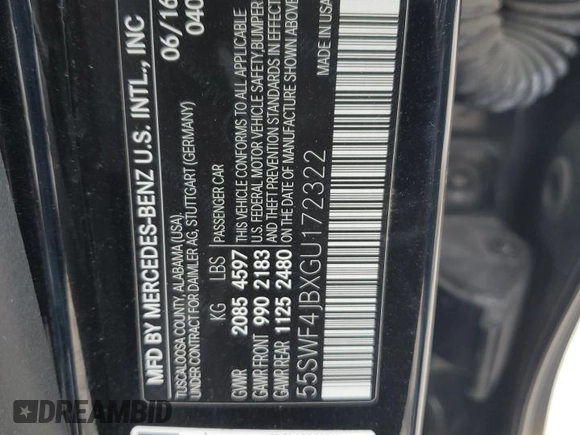 MFD BY MERCEDES-BENZ U.S. INTL., INC
TUSCALOOSA COUNTY, ALABAMA (USA)
UNDER CONTRACT FOR DAIMLER AG, STUTTGART (GERMANY)
06/16
040
KG LBS PASSENGER CAR
GWR 2085 4597
GAWR FRONT 990 2183
GAWR REAR 1125 2480
THIS VEHICLE CONFORMS TO ALL APPLICABLE
U.S. FEDERAL MOTOR VEHICLE SAFETY, BUMPER
AND THEFT PREVENTION STANDARDS IN EFFECT
ON THE DATE OF MANUFACTURE SHOWN ABOVE
55SWF4JBXGU172322
MADE IN USA
DREAMBID